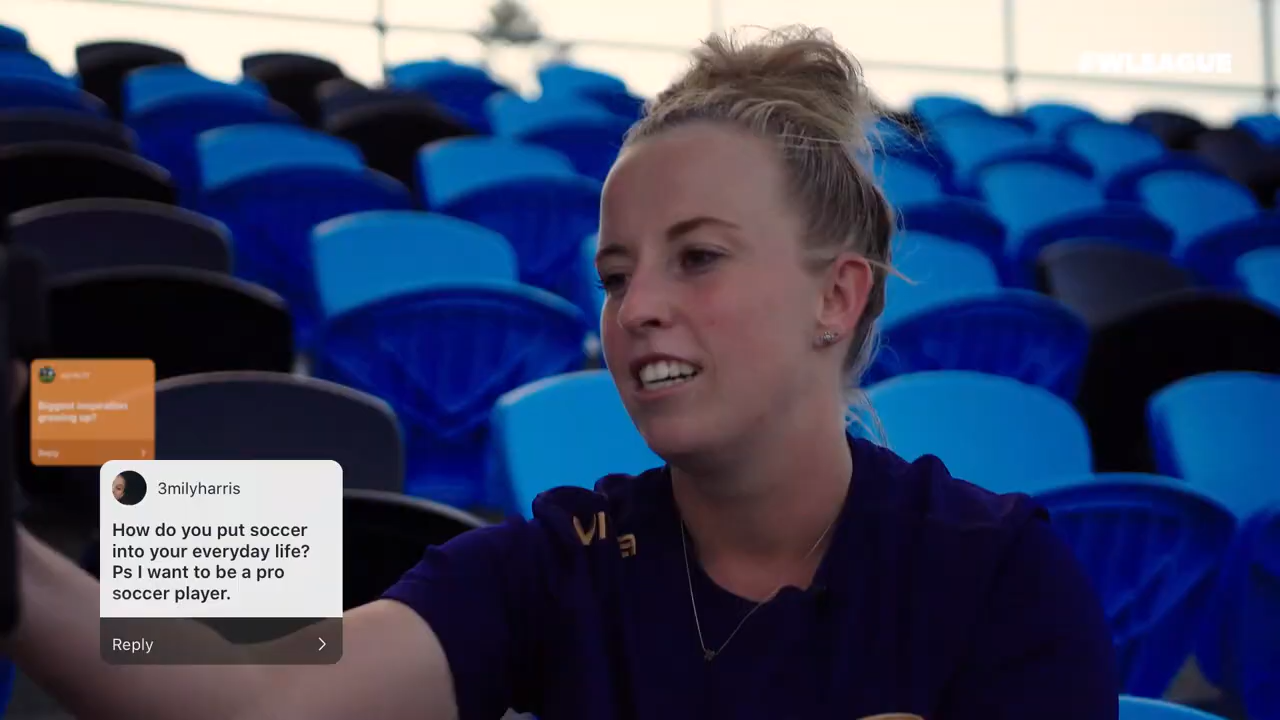 #WLEAGUE
Biggest inspiration
growing up?
Reply
3milyharris
How do you put soccer
into your everyday life?
Ps I want to be a pro
soccer player.
Reply
VI